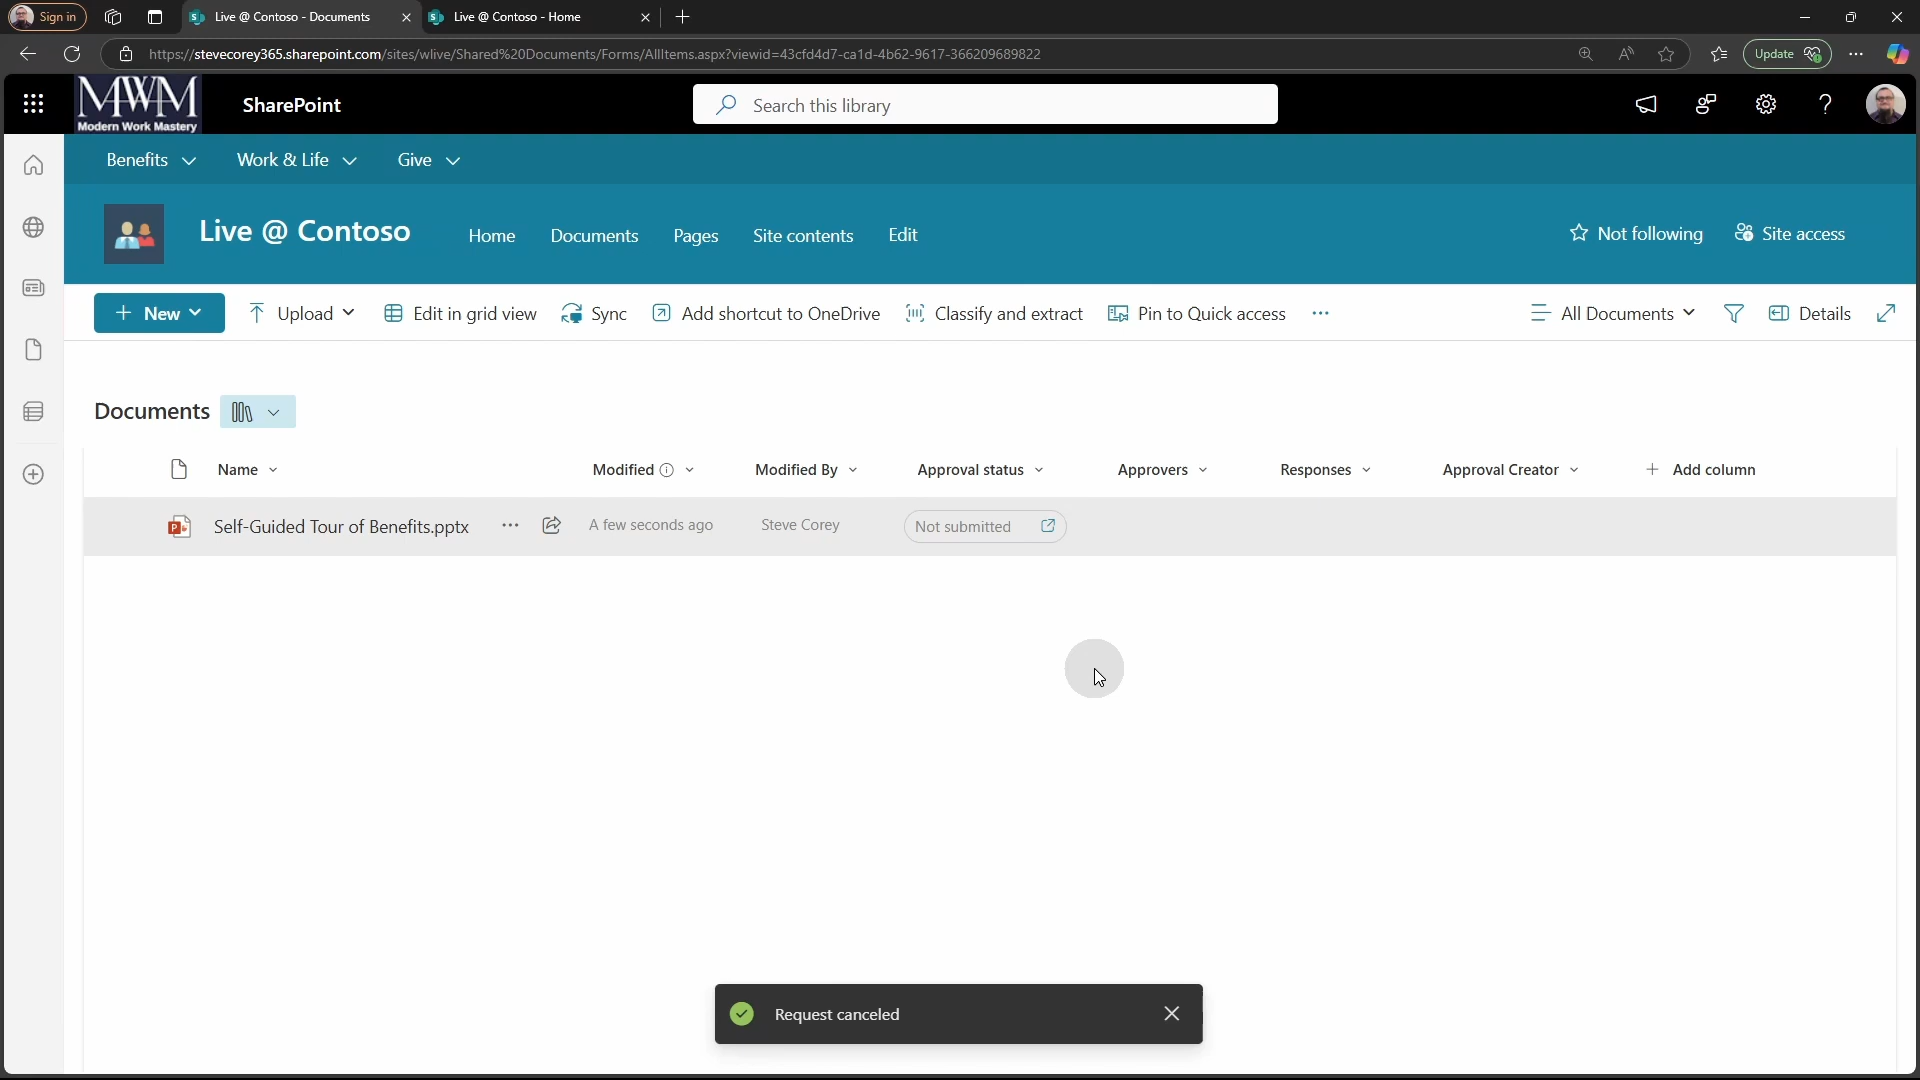 Sign in
Live @ Contoso - Documents
Live @ Contoso - Home
https://stevecorey365.sharepoint.com/sites/wlive/Shared%20Documents/Forms/AllItems.aspx?viewid=43cfd4d7-ca1d-4b62-9617-366209689822
Update
MWM
Modern Work Mastery
SharePoint
Search this library
Benefits
Work & Life
Give
Live @ Contoso
Home
Documents
Pages
Site contents
Edit
Not following
Site access
New
Upload
Edit in grid view
Sync
Add shortcut to OneDrive
Classify and extract
Pin to Quick access
All Documents
Details
Documents
Name
Modified
Modified By
Approval status
Approvers
Responses
Approval Creator
Add column
Self-Guided Tour of Benefits.pptx
A few seconds ago
Steve Corey
Not submitted
Request canceled